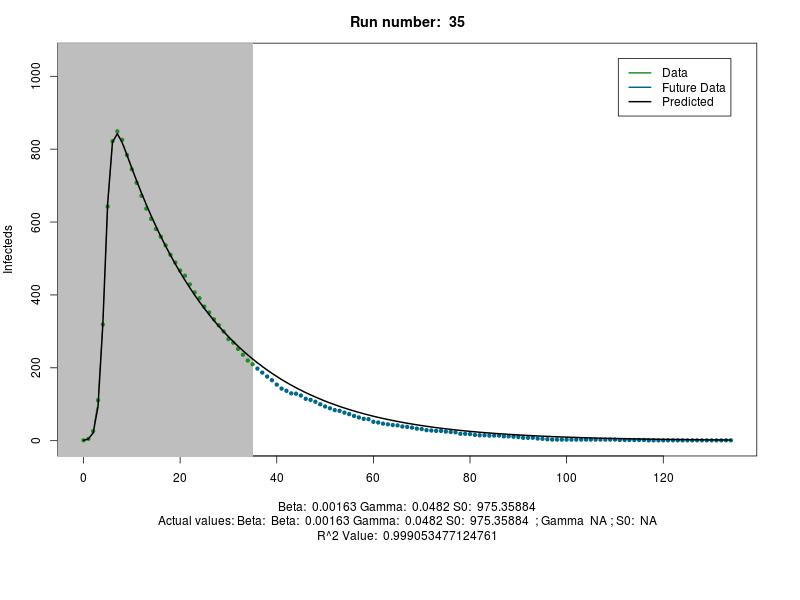 Run number: 35
Data
Future Data
Predicted
Infecteds
1000
800
600
400
200
0
0 20 40 60 80 100 120
Beta: 0.00163 Gamma: 0.0482 S0: 975.35884
Actual values: Beta: Beta: 0.00163 Gamma: 0.0482 S0: 975.35884 ; Gamma NA ; S0: NA
R^2 Value: 0.999053477124761